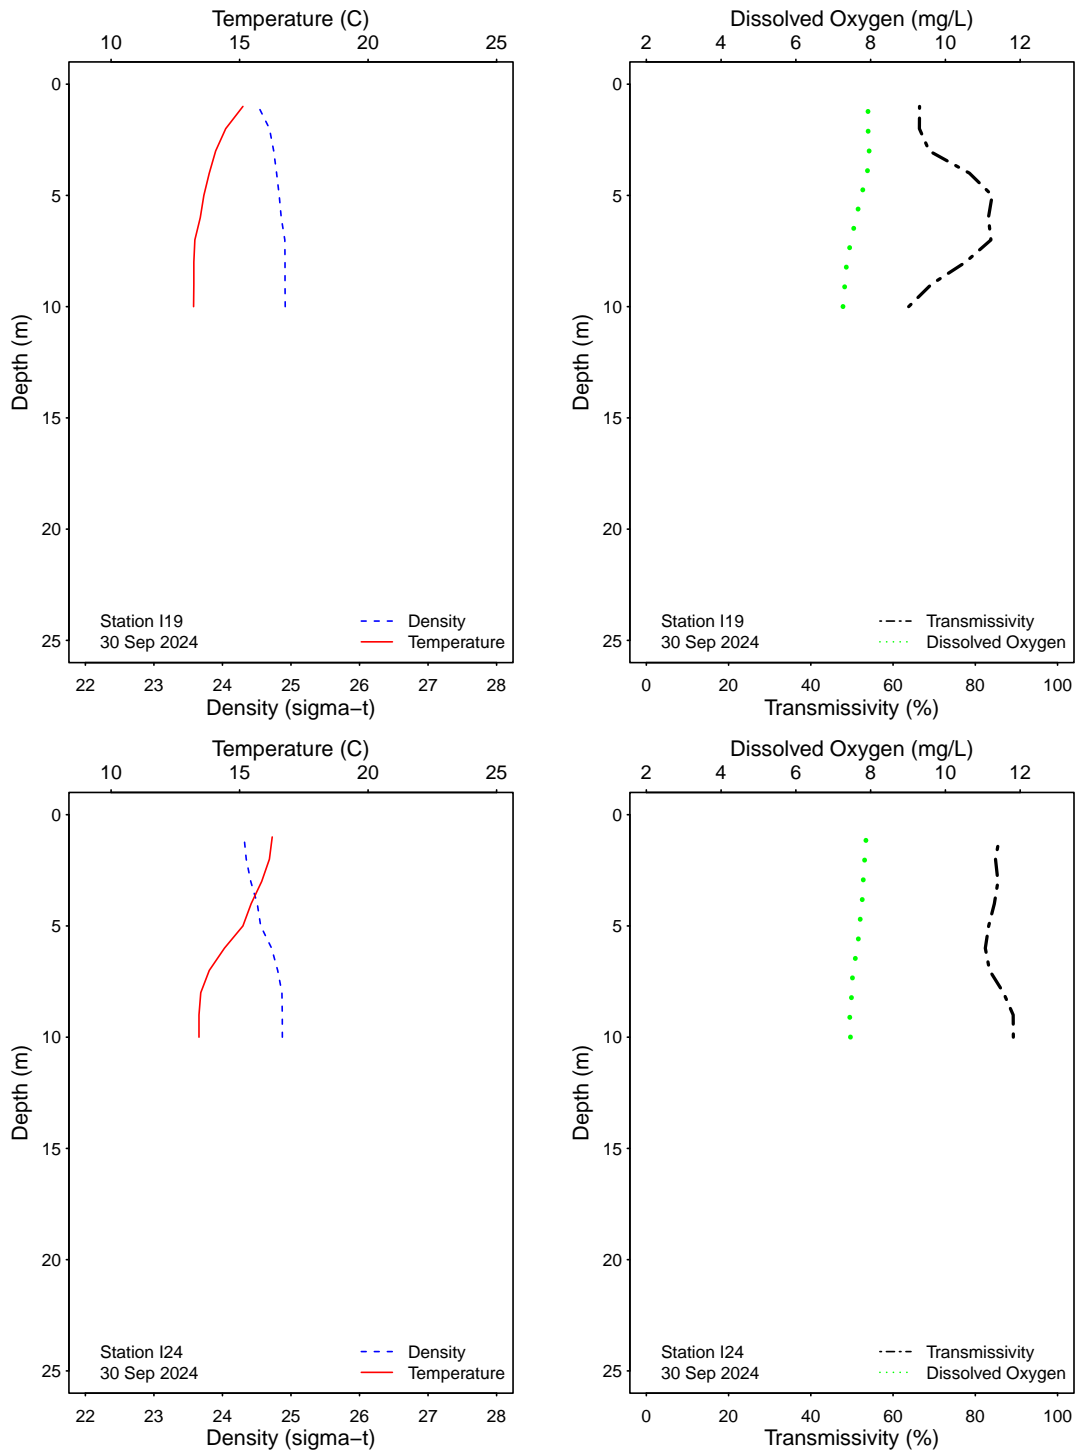 Temperature (C)
10 15 20 25
0
5
10
15
20
25
Depth (m)
Station I19
30 Sep 2024
Density
Temperature
22 23 24 25 26 27 28
Density (sigma−t)
Dissolved Oxygen (mg/L)
2 4 6 8 10 12
0
5
10
15
20
25
Depth (m)
Station I19
30 Sep 2024
Transmissivity
Dissolved Oxygen
0 20 40 60 80 100
Transmissivity (%)
Temperature (C)
10 15 20 25
0
5
10
15
20
25
Depth (m)
Station I24
30 Sep 2024
Density
Temperature
22 23 24 25 26 27 28
Density (sigma−t)
Dissolved Oxygen (mg/L)
2 4 6 8 10 12
0
5
10
15
20
25
Depth (m)
Station I24
30 Sep 2024
Transmissivity
Dissolved Oxygen
0 20 40 60 80 100
Transmissivity (%)